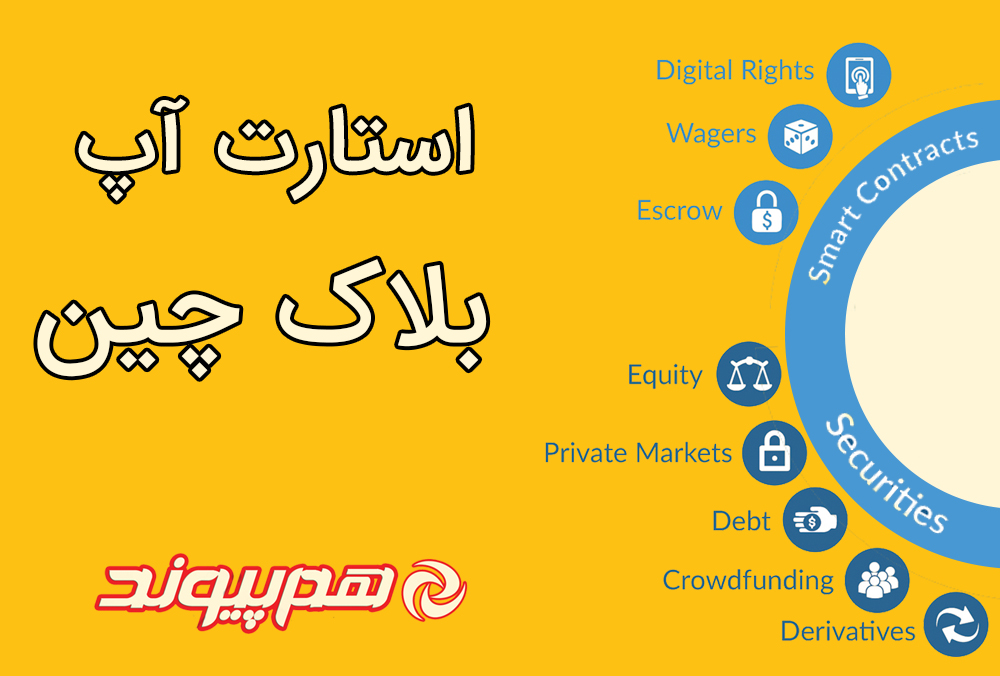 استارت آپ
بلاک چین
هم‌پیوند
Digital Rights
Wagers
Escrow
Smart Contracts
Equity
Private Markets
Debt
Crowdfunding
Derivatives
Securities